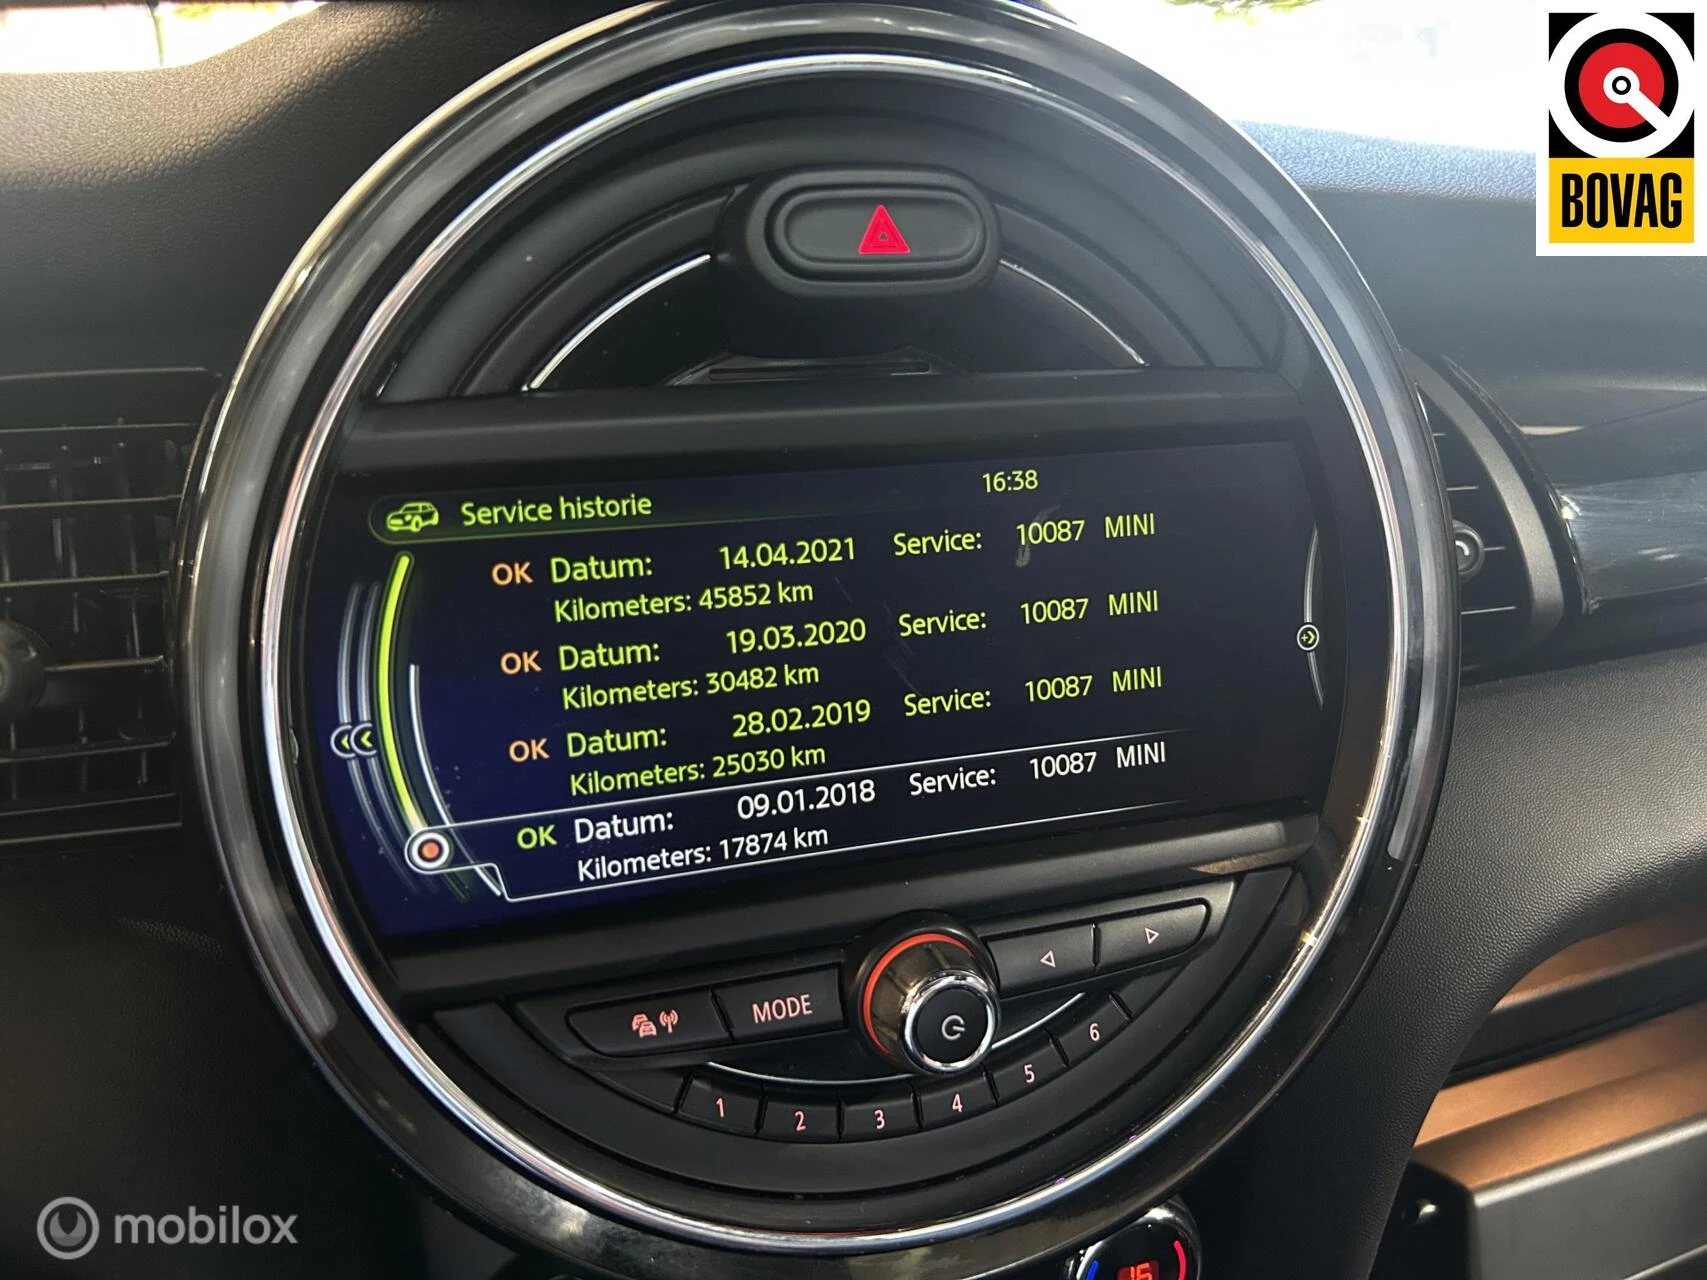 BOVAG
Service historie 16:38
OK Datum: 14.04.2021 Service: 10087 MINI
Kilometers: 45852 km
OK Datum: 19.03.2020 Service: 10087 MINI
Kilometers: 30482 km
OK Datum: 28.02.2019 Service: 10087 MINI
Kilometers: 25030 km
OK Datum: 09.01.2018 Service: 10087 MINI
Kilometers: 17874 km
MODE
1 2 3 4 5 6
mobilox
16